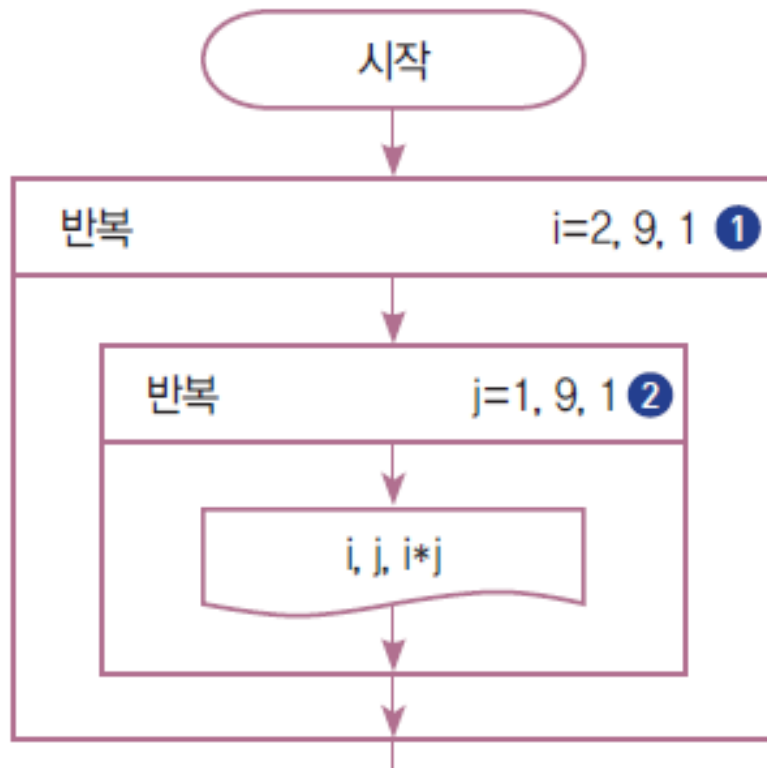 시작
반복 i=2, 9, 1 1
반복 j=1, 9, 1 2
i, j, i*j